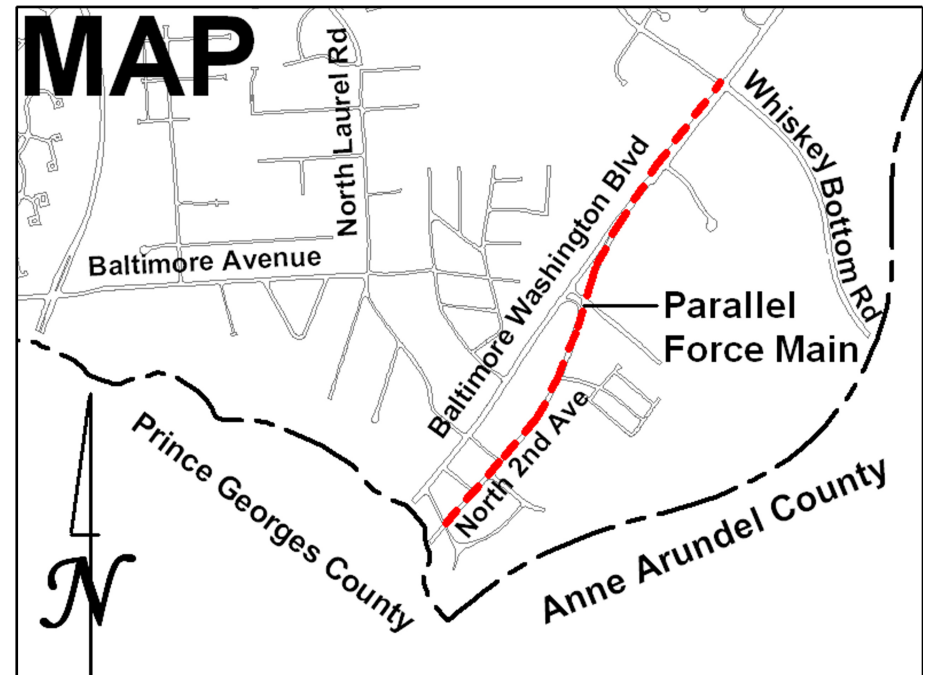 MAP
North Laurel Rd
Whiskey Bottom Rd
Baltimore Washington Blvd
Baltimore Avenue
Parallel
Force Main
North 2nd Ave
Prince Georges County
Anne Arundel County
N